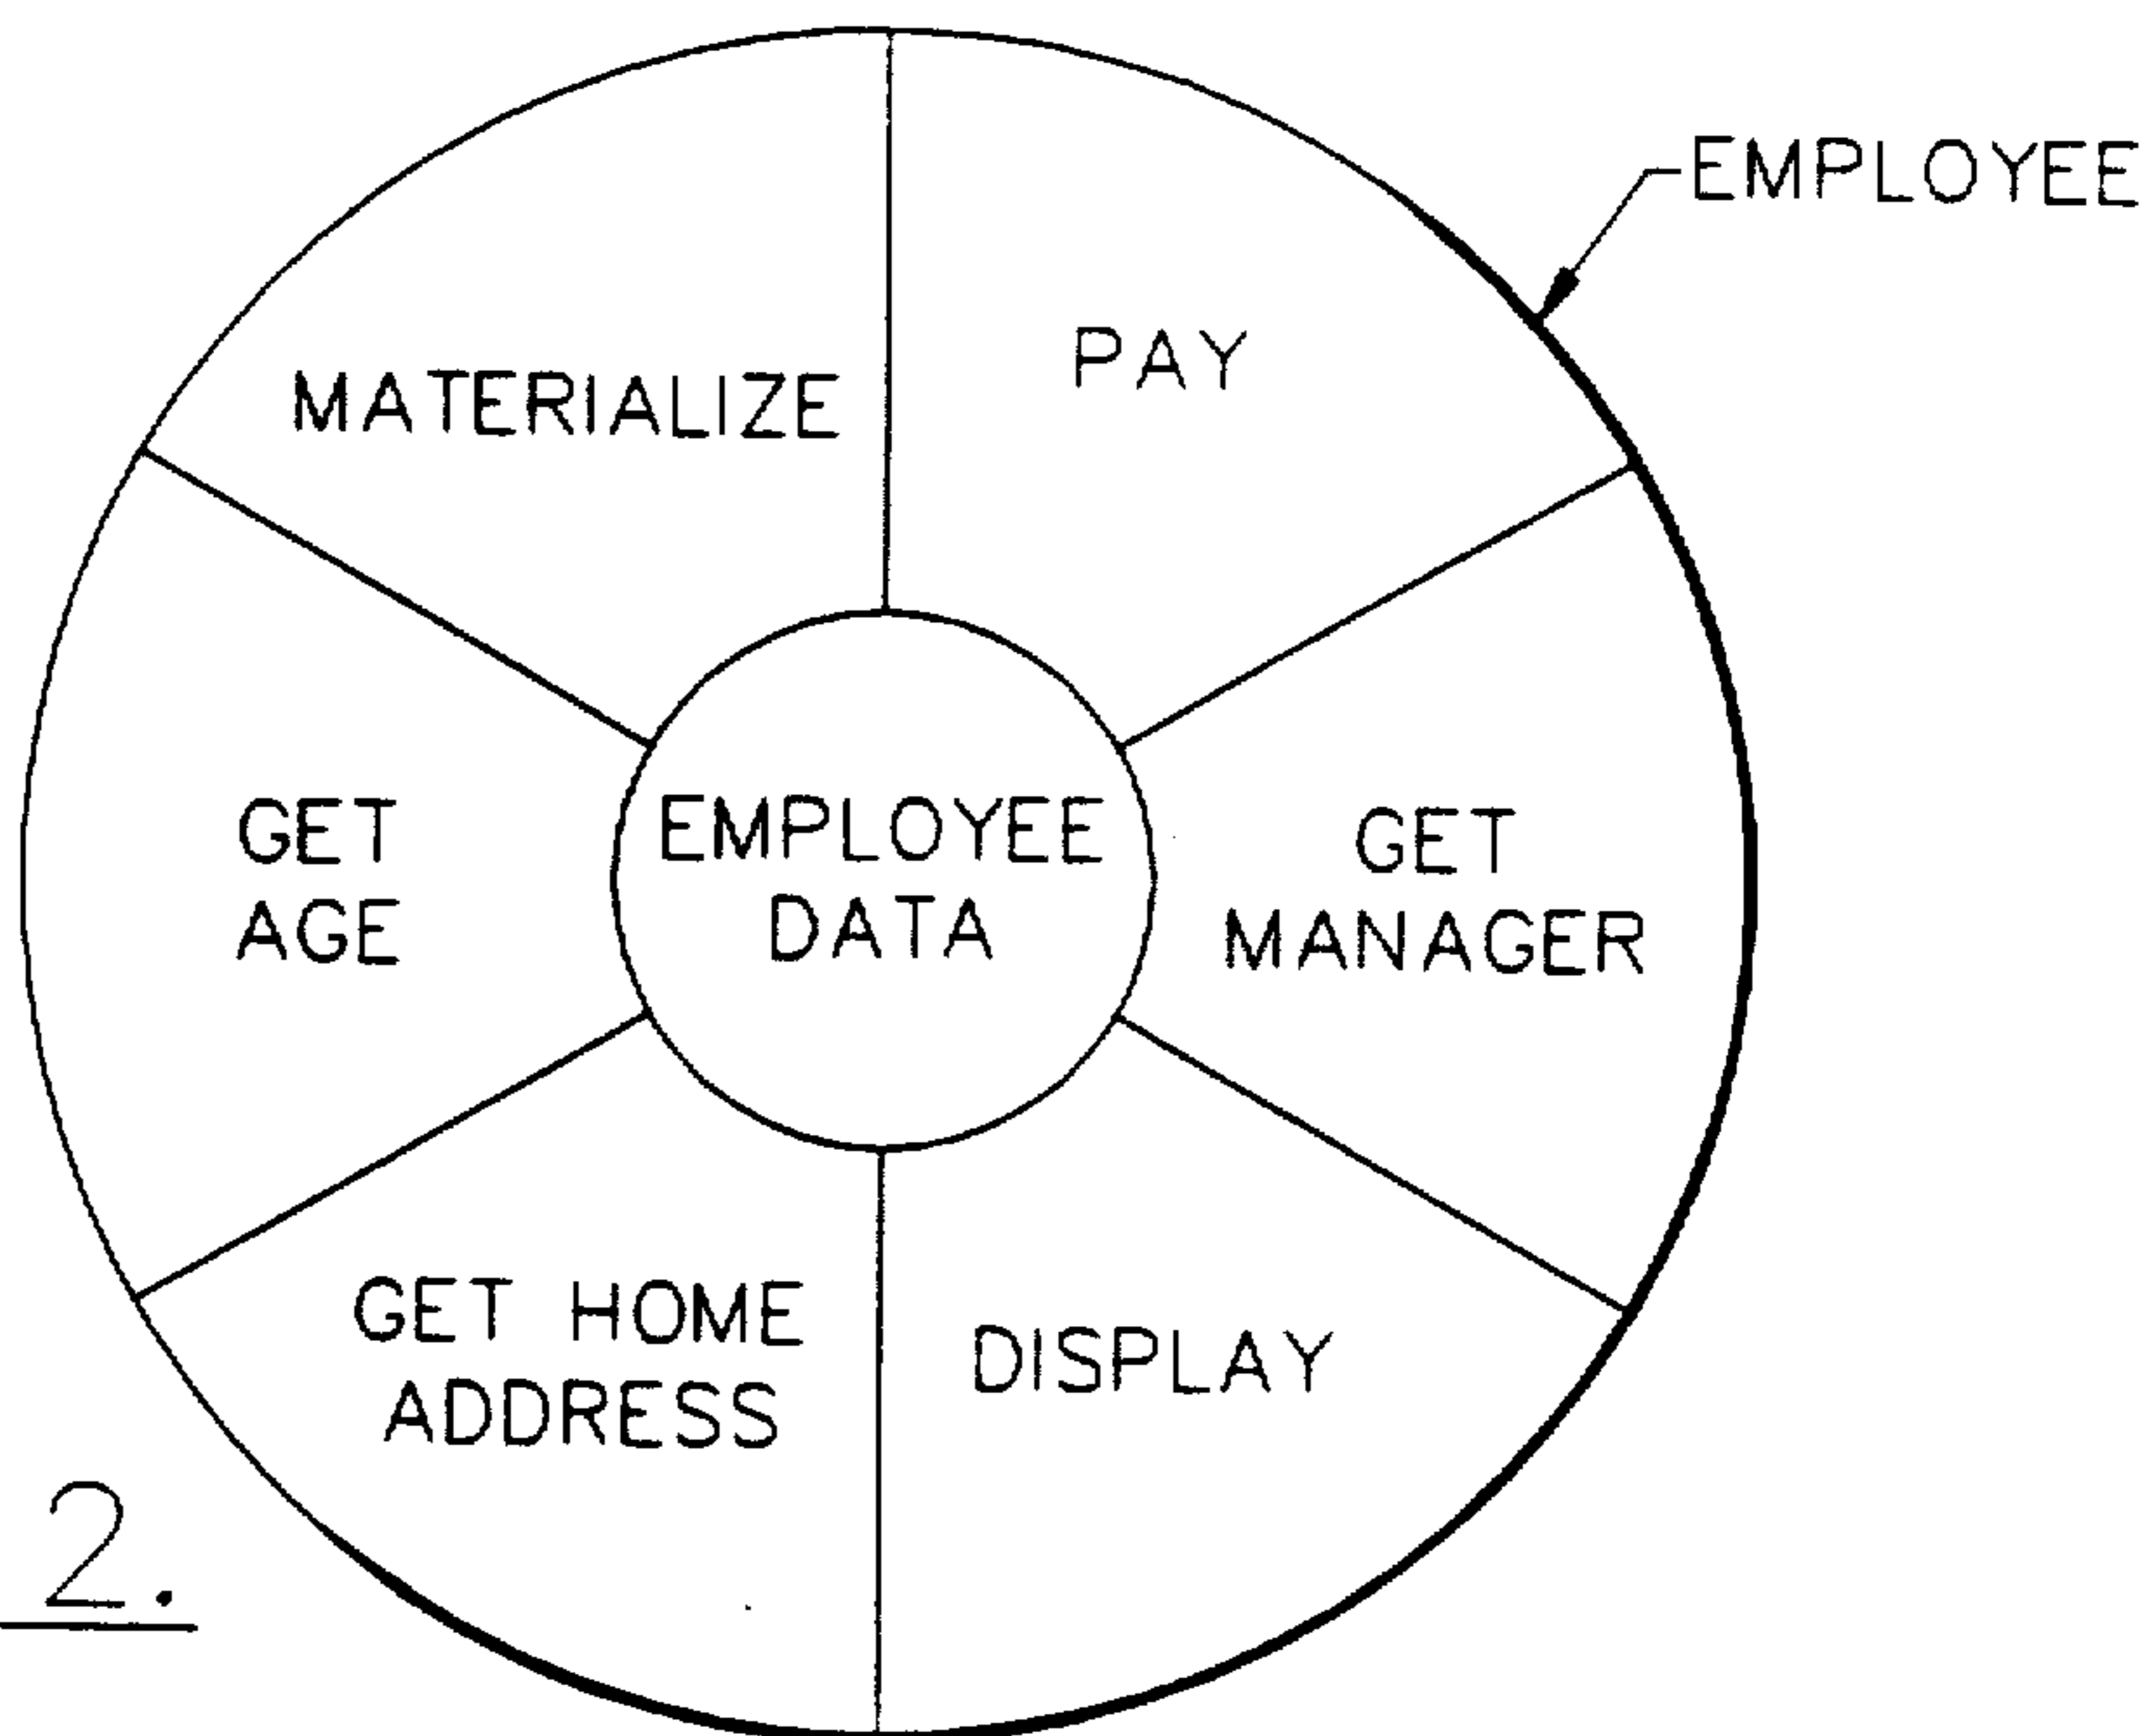 EMPLOYEE
MATERIALIZE
PAY
GET
AGE
EMPLOYEE
DATA
GET
MANAGER
GET HOME
ADDRESS
DISPLAY
2.